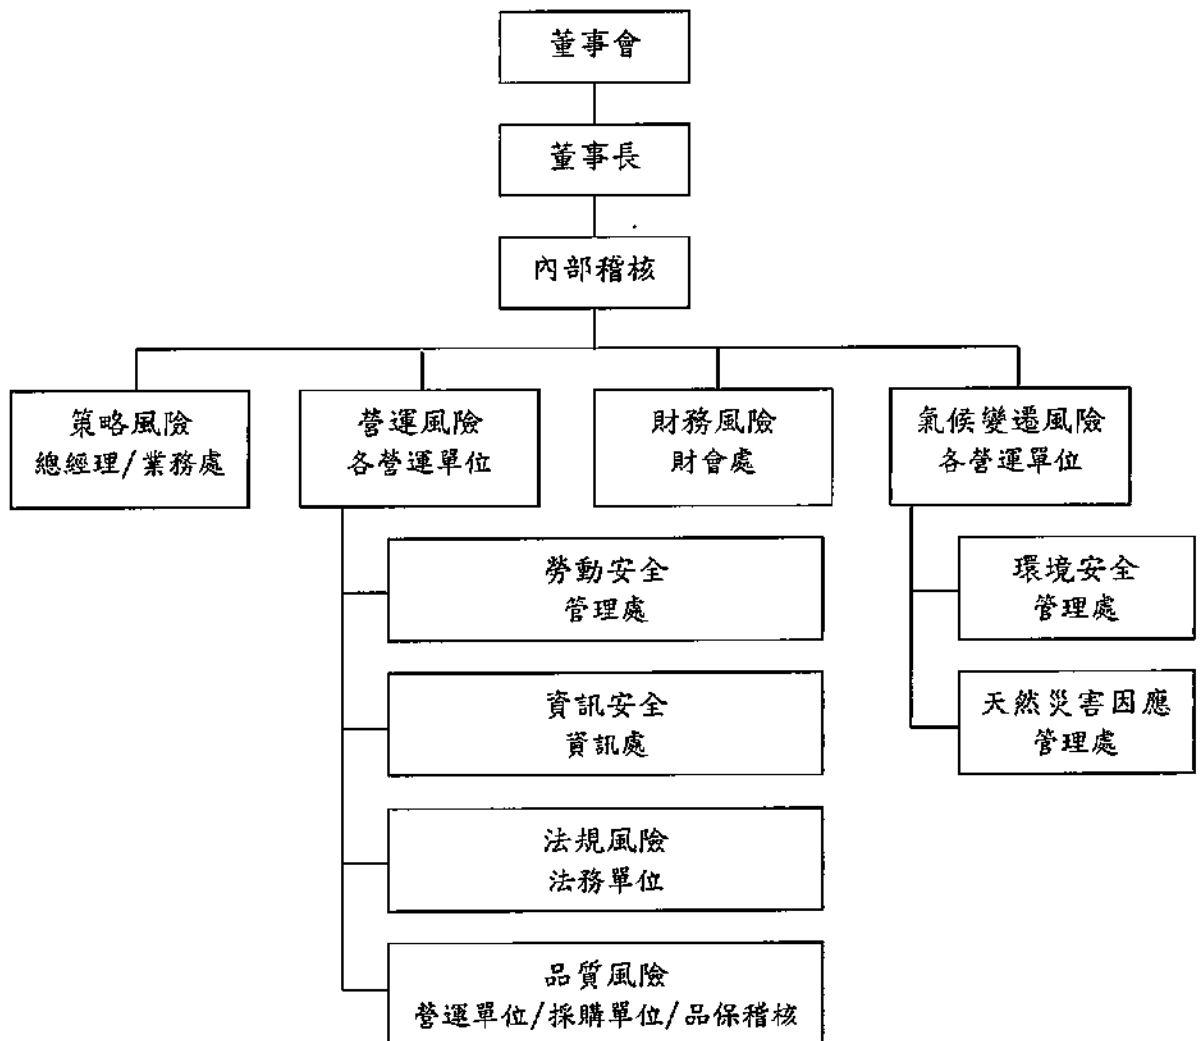 董事會
董事長
內部稽核
策略風險
總經理/業務處
營運風險
各營運單位
財務風險
財會處
氣候變遷風險
各營運單位
勞動安全
管理處
環境安全
管理處
資訊安全
資訊處
天然災害因應
管理處
法規風險
法務單位
品質風險
營運單位/採購單位/品保稽核